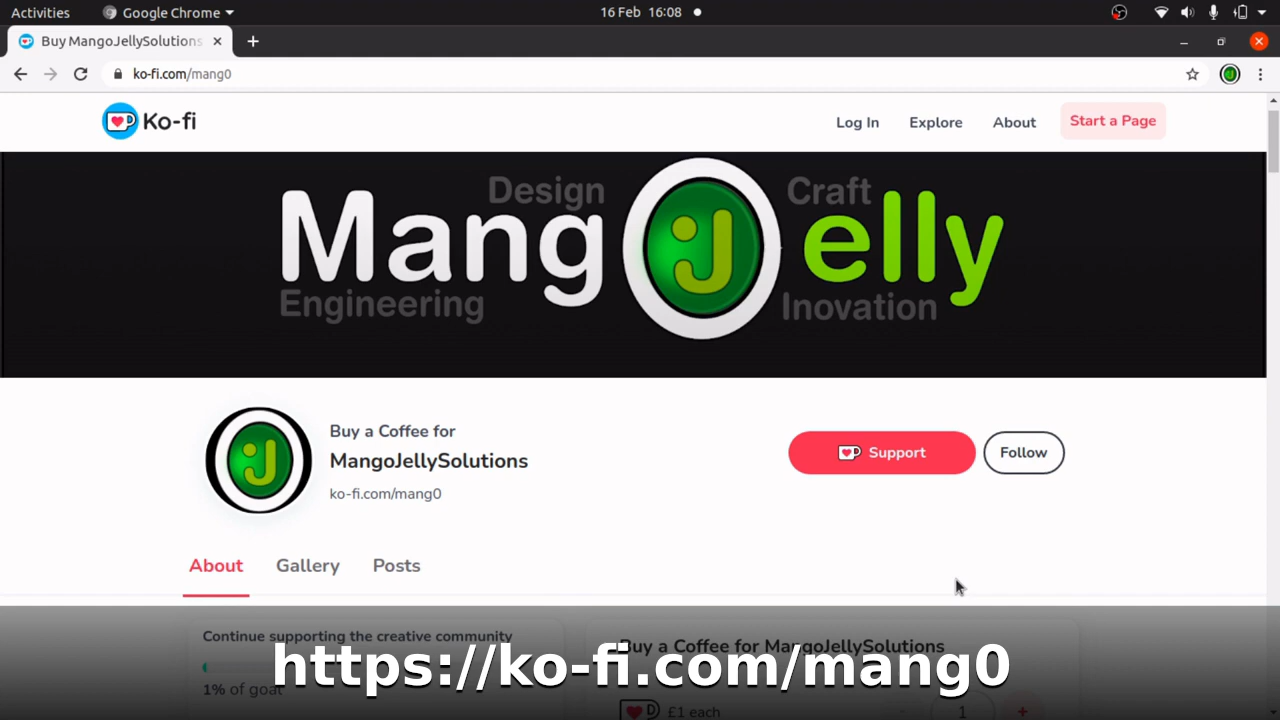 Activities Google Chrome 16 Feb 16:08
Buy MangoJellySolutions
ko-fi.com/mang0
Ko-fi Log In Explore About Start a Page
Design Craft
Mang J elly
Engineering Inovation
Buy a Coffee for
MangoJellySolutions
ko-fi.com/mang0
Support Follow
About Gallery Posts
Continue supporting the creative community
Buy a Coffee for MangoJellySolutions
https://ko-fi.com/mang0
1% of goal
£1 each - 1 +